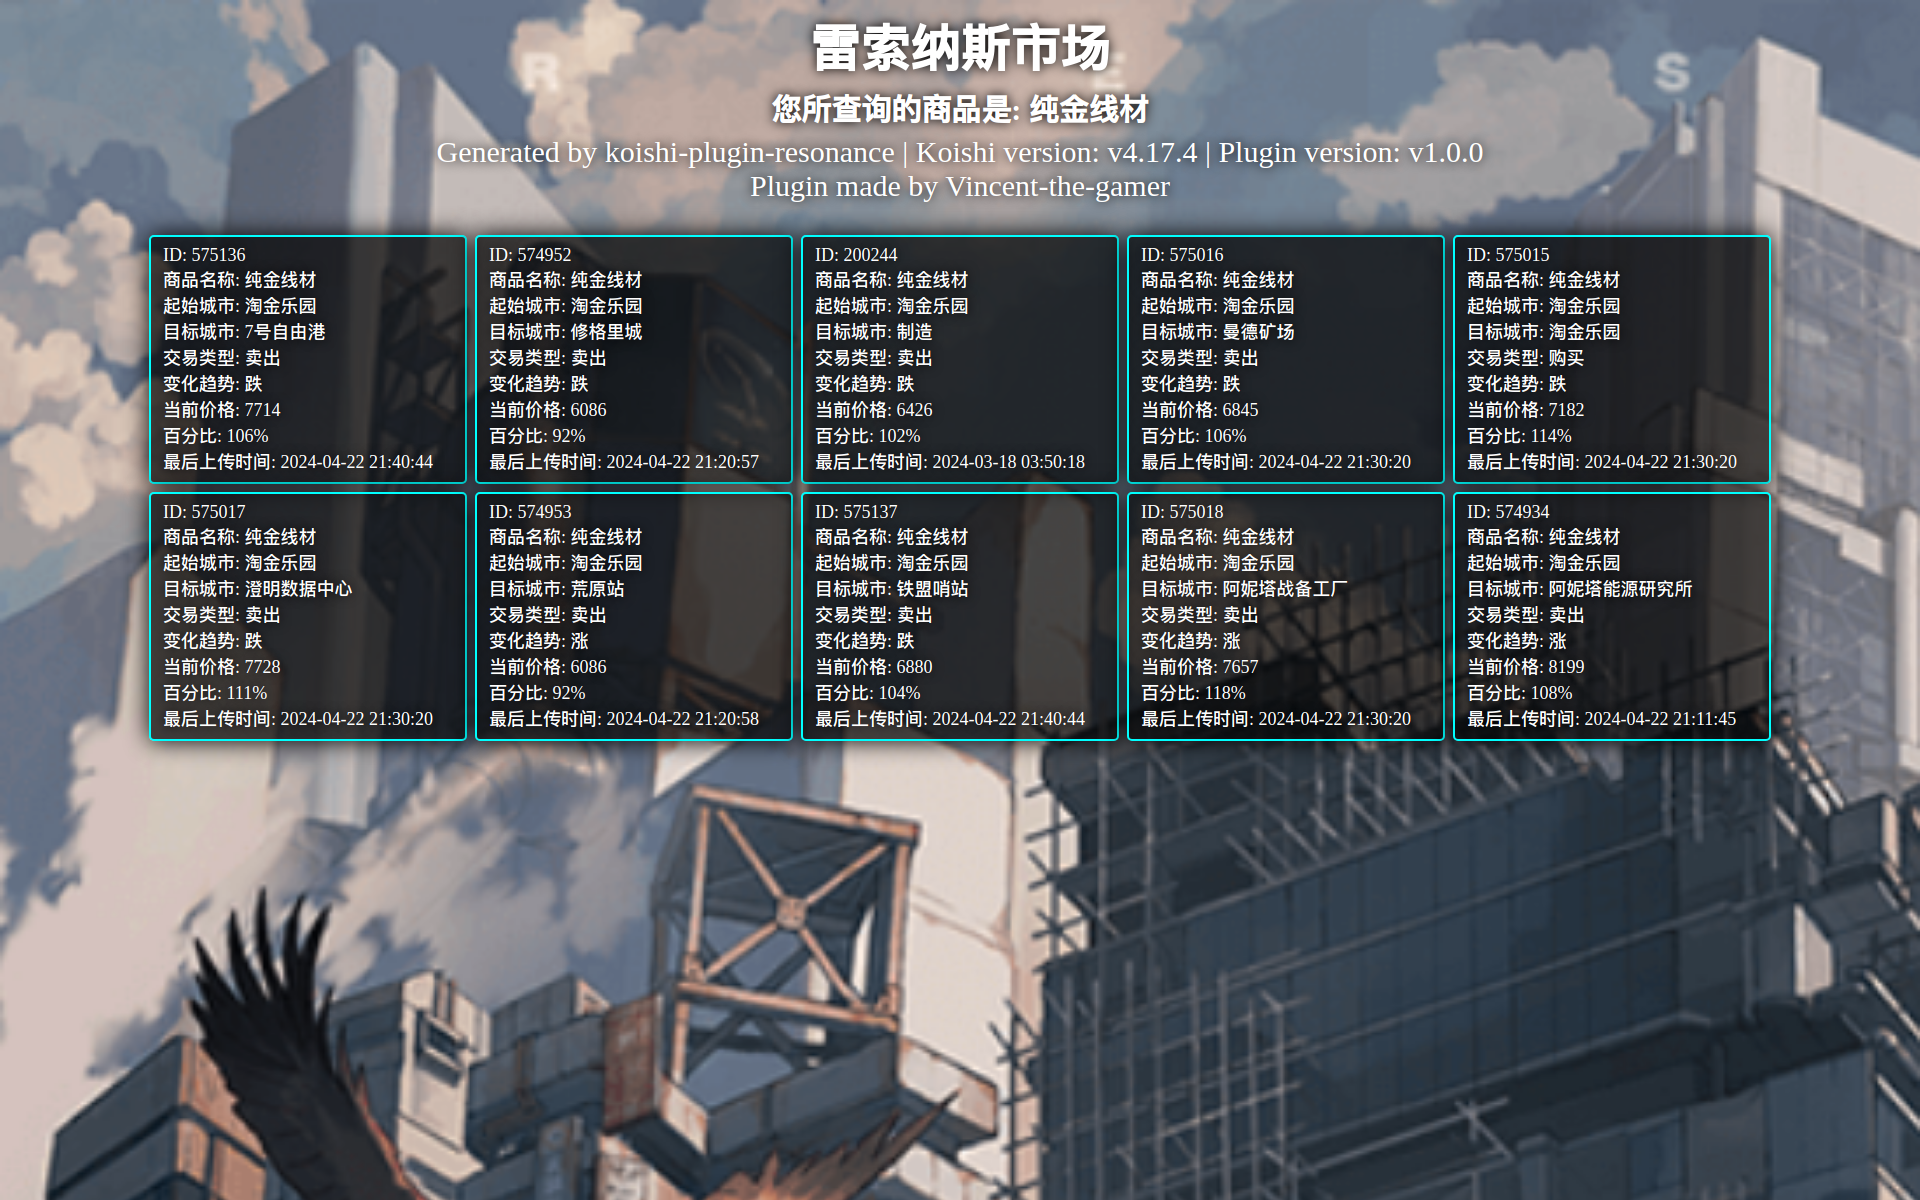 雷索纳斯市场
您所查询的商品是: 纯金线材
Generated by koishi-plugin-resonance | Koishi version: v4.17.4 | Plugin version: v1.0.0
Plugin made by Vincent-the-gamer
R
E
S
ID: 575136
商品名称: 纯金线材
起始城市: 淘金乐园
目标城市: 7号自由港
交易类型: 卖出
变化趋势: 跌
当前价格: 7714
百分比: 106%
最后上传时间: 2024-04-22 21:40:44
ID: 574952
商品名称: 纯金线材
起始城市: 淘金乐园
目标城市: 修格里城
交易类型: 卖出
变化趋势: 跌
当前价格: 6086
百分比: 92%
最后上传时间: 2024-04-22 21:20:57
ID: 200244
商品名称: 纯金线材
起始城市: 淘金乐园
目标城市: 制造
交易类型: 卖出
变化趋势: 跌
当前价格: 6426
百分比: 102%
最后上传时间: 2024-03-18 03:50:18
ID: 575016
商品名称: 纯金线材
起始城市: 淘金乐园
目标城市: 曼德矿场
交易类型: 卖出
变化趋势: 跌
当前价格: 6845
百分比: 106%
最后上传时间: 2024-04-22 21:30:20
ID: 575015
商品名称: 纯金线材
起始城市: 淘金乐园
目标城市: 淘金乐园
交易类型: 购买
变化趋势: 跌
当前价格: 7182
百分比: 114%
最后上传时间: 2024-04-22 21:30:20
ID: 575017
商品名称: 纯金线材
起始城市: 淘金乐园
目标城市: 澄明数据中心
交易类型: 卖出
变化趋势: 跌
当前价格: 7728
百分比: 111%
最后上传时间: 2024-04-22 21:30:20
ID: 574953
商品名称: 纯金线材
起始城市: 淘金乐园
目标城市: 荒原站
交易类型: 卖出
变化趋势: 涨
当前价格: 6086
百分比: 92%
最后上传时间: 2024-04-22 21:20:58
ID: 575137
商品名称: 纯金线材
起始城市: 淘金乐园
目标城市: 铁盟哨站
交易类型: 卖出
变化趋势: 跌
当前价格: 6880
百分比: 104%
最后上传时间: 2024-04-22 21:40:44
ID: 575018
商品名称: 纯金线材
起始城市: 淘金乐园
目标城市: 阿妮塔战备工厂
交易类型: 卖出
变化趋势: 涨
当前价格: 7657
百分比: 118%
最后上传时间: 2024-04-22 21:30:20
ID: 574934
商品名称: 纯金线材
起始城市: 淘金乐园
目标城市: 阿妮塔能源研究所
交易类型: 卖出
变化趋势: 涨
当前价格: 8199
百分比: 108%
最后上传时间: 2024-04-22 21:11:45